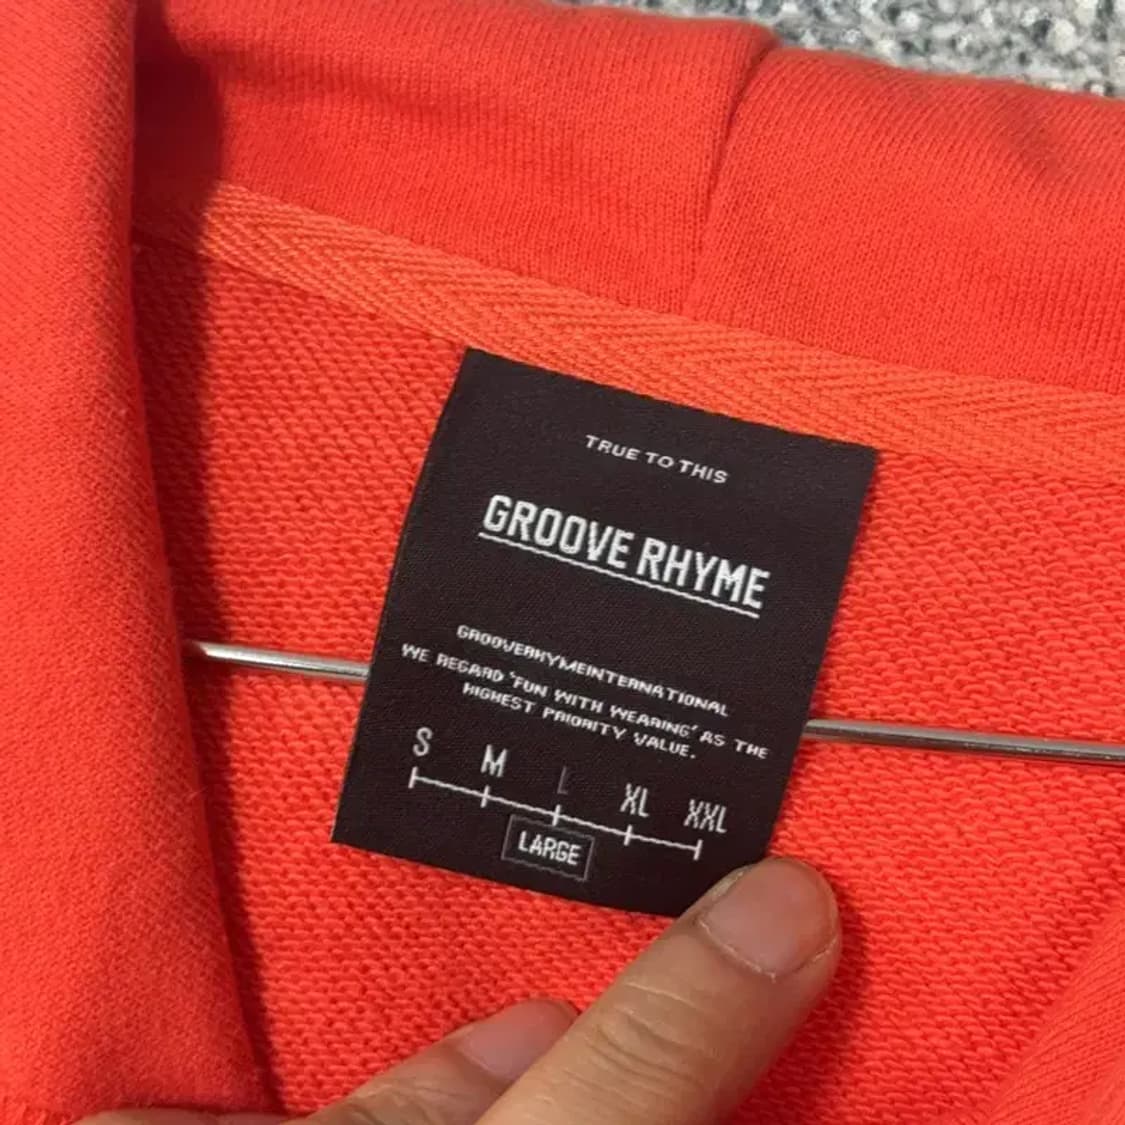 TRUE TO THIS
GROOVE RHYME
GROOVERHYMEINTERNATIONAL
WE REGARD 'FUN WITH WEARING' AS THE
HIGHEST PRIORITY VALUE.
S M L XL XXL
LARGE